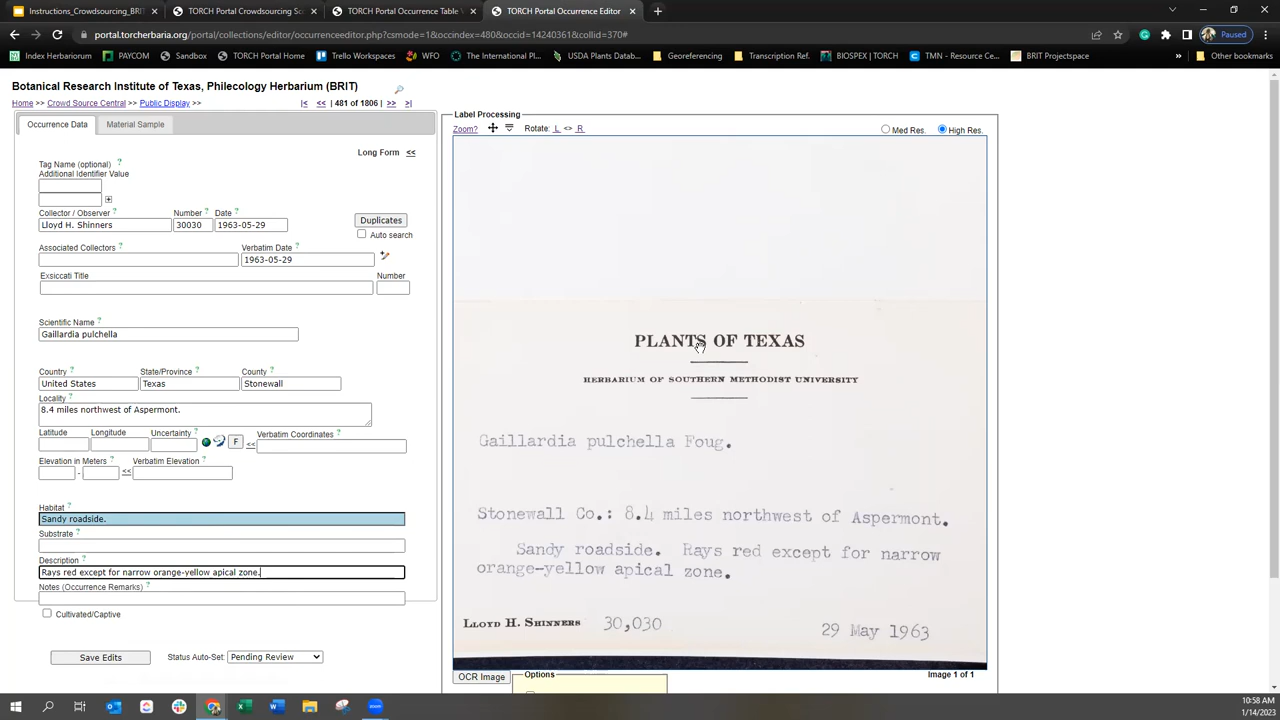 Instructions_Crowdsourcing_BRIT
TORCH Portal Crowdsourcing Sc
TORCH Portal Occurrence Table V
TORCH Portal Occurrence Editor
portal.torcherbaria.org/portal/collections/editor/occurrenceeditor.php?csmode=1&occindex=480&occid=14240361&collid=370#
Paused
Index Herbariorum
PAYCOM
Sandbox
TORCH Portal Home
Trello Workspaces
WFO
The International Pl...
USDA Plants Datab...
Georeferencing
Transcription Ref.
BIOSPEX | TORCH
TMN - Resource Ce...
BRIT Projectspace
»
Other bookmarks
Botanical Research Institute of Texas, Philecology Herbarium (BRIT)
Home >> Crowd Source Central >> Public Display >>
|< << | 481 of 1806 | >> >|
Occurrence Data
Material Sample
Long Form <<
Tag Name (optional) ?
Additional Identifier Value
Collector / Observer ? Number ? Date ?
Lloyd H. Shinners 30030 1963-05-29
Duplicates
Auto search
Associated Collectors ? Verbatim Date ?
1963-05-29
Exsiccati Title Number
Scientific Name ?
Gaillardia pulchella
Country State/Province ? County ?
United States Texas Stonewall
Locality ?
8.4 miles northwest of Aspermont.
Latitude Longitude Uncertainty ? Verbatim Coordinates ?
F <<
Elevation in Meters ? Verbatim Elevation ?
- <<
Habitat ?
Sandy roadside.
Substrate ?
Description ?
Rays red except for narrow orange-yellow apical zone.
Notes (Occurrence Remarks) ?
Cultivated/Captive
Save Edits
Status Auto-Set: Pending Review
Label Processing
Zoom? Rotate: L <> R
Med Res. High Res.
PLANTS OF TEXAS
HERBARIUM OF SOUTHERN METHODIST UNIVERSITY
Gaillardia pulchella Foug.
Stonewall Co.: 8.4 miles northwest of Aspermont.
Sandy roadside. Rays red except for narrow
orange-yellow apical zone.
LLOYD H. SHINNERS 30,030
29 May 1963
OCR Image
Options
Image 1 of 1
10:58 AM
1/14/2023